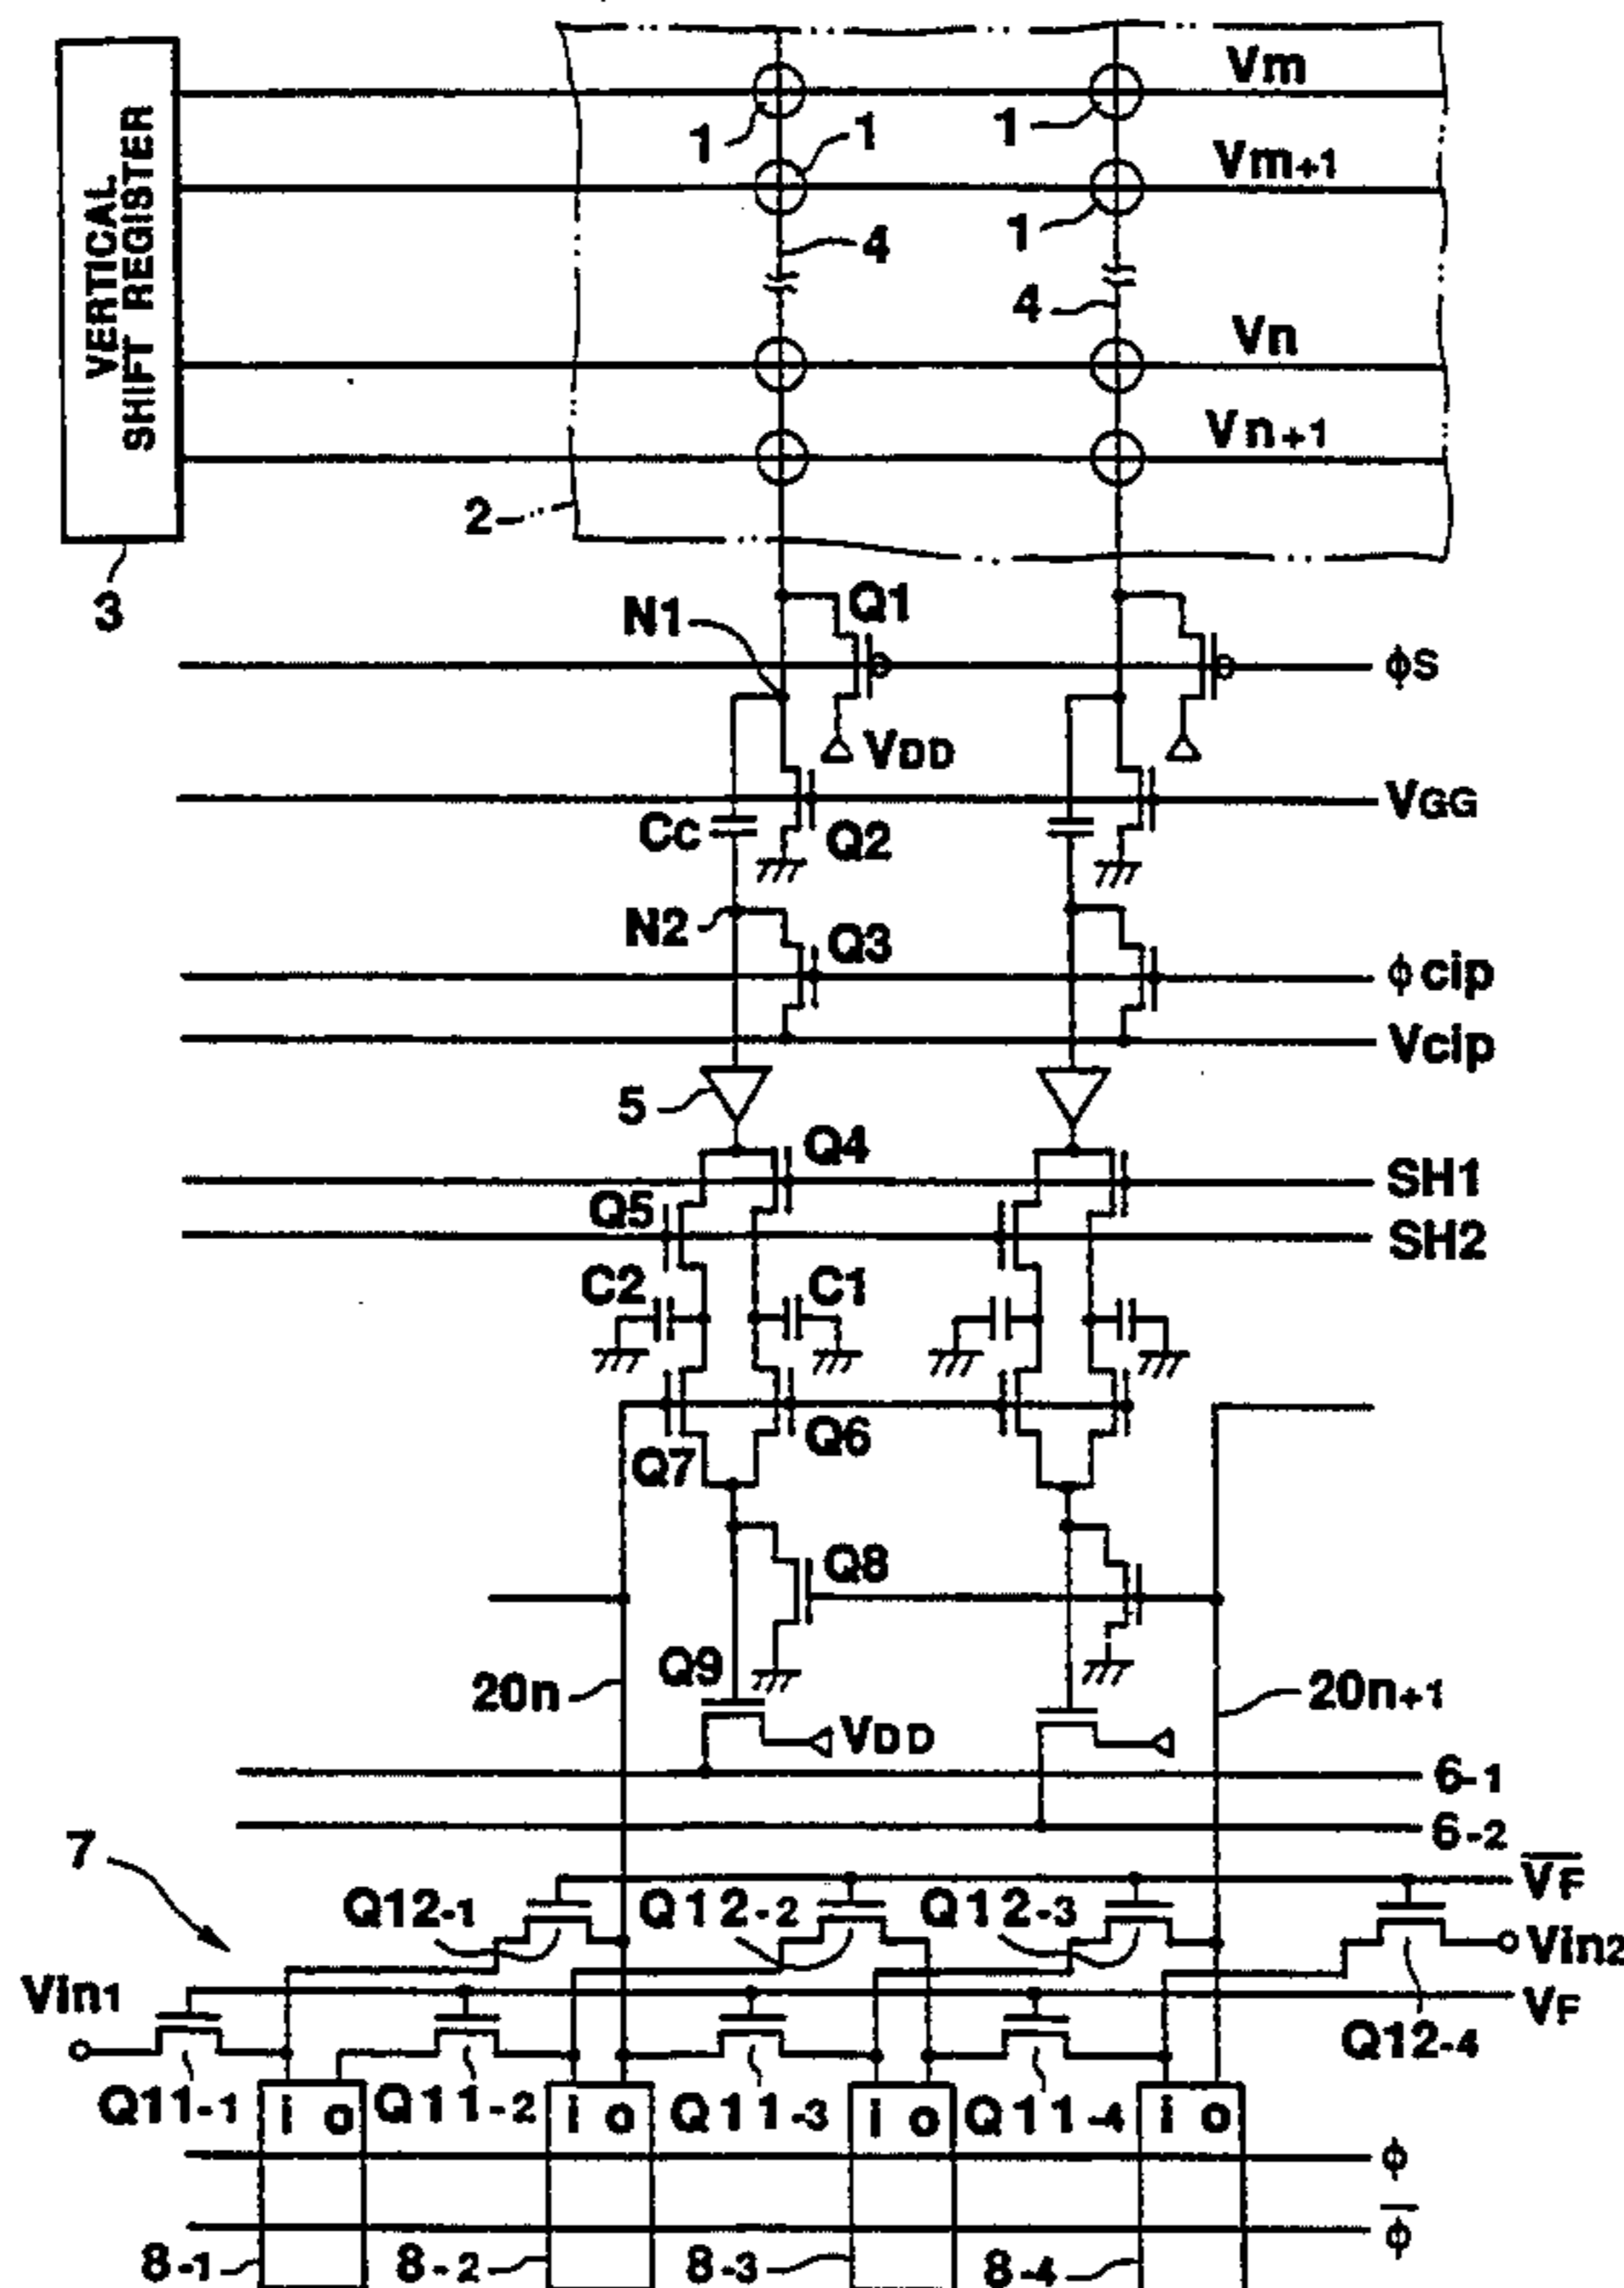 VERTICAL
SHIFT REGISTER
Vm
1
1
1
Vm+1
1
4
4
Vn
Vn+1
2
3
N1
Q1
ϕS
VDD
VGG
Cc
Q2
N2
Q3
ϕcip
Vcip
5
Q4
SH1
Q5
SH2
C2
C1
Q7
Q6
Q8
20n
Q9
20n+1
VDD
6-1
6-2
7
V̅F̅
Q12-1
Q12-2
Q12-3
Vin2
Vin1
VF
Q12-4
Q11-1
i o
Q11-2
i o
Q11-3
i o
Q11-4
i o
ϕ
ϕ̅
8-1
8-2
8-3
8-4